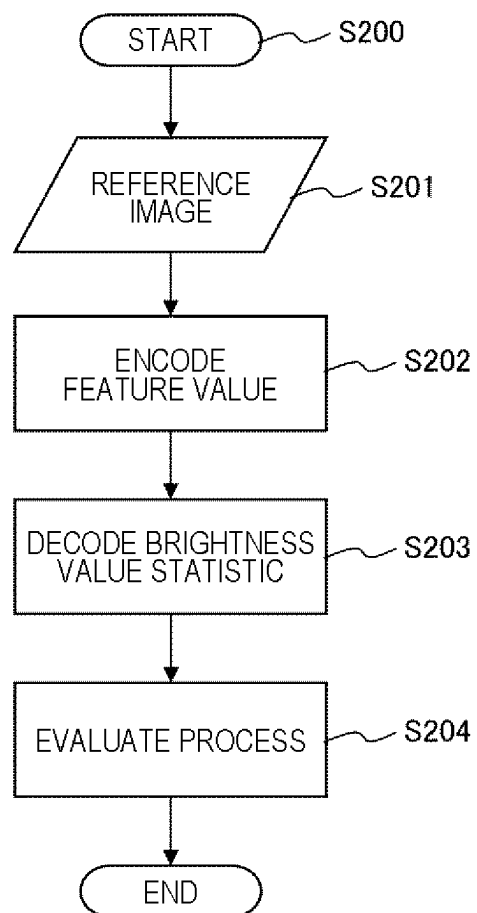 START
S200
REFERENCE
IMAGE
S201
ENCODE
FEATURE VALUE
S202
DECODE BRIGHTNESS
VALUE STATISTIC
S203
EVALUATE PROCESS
S204
END